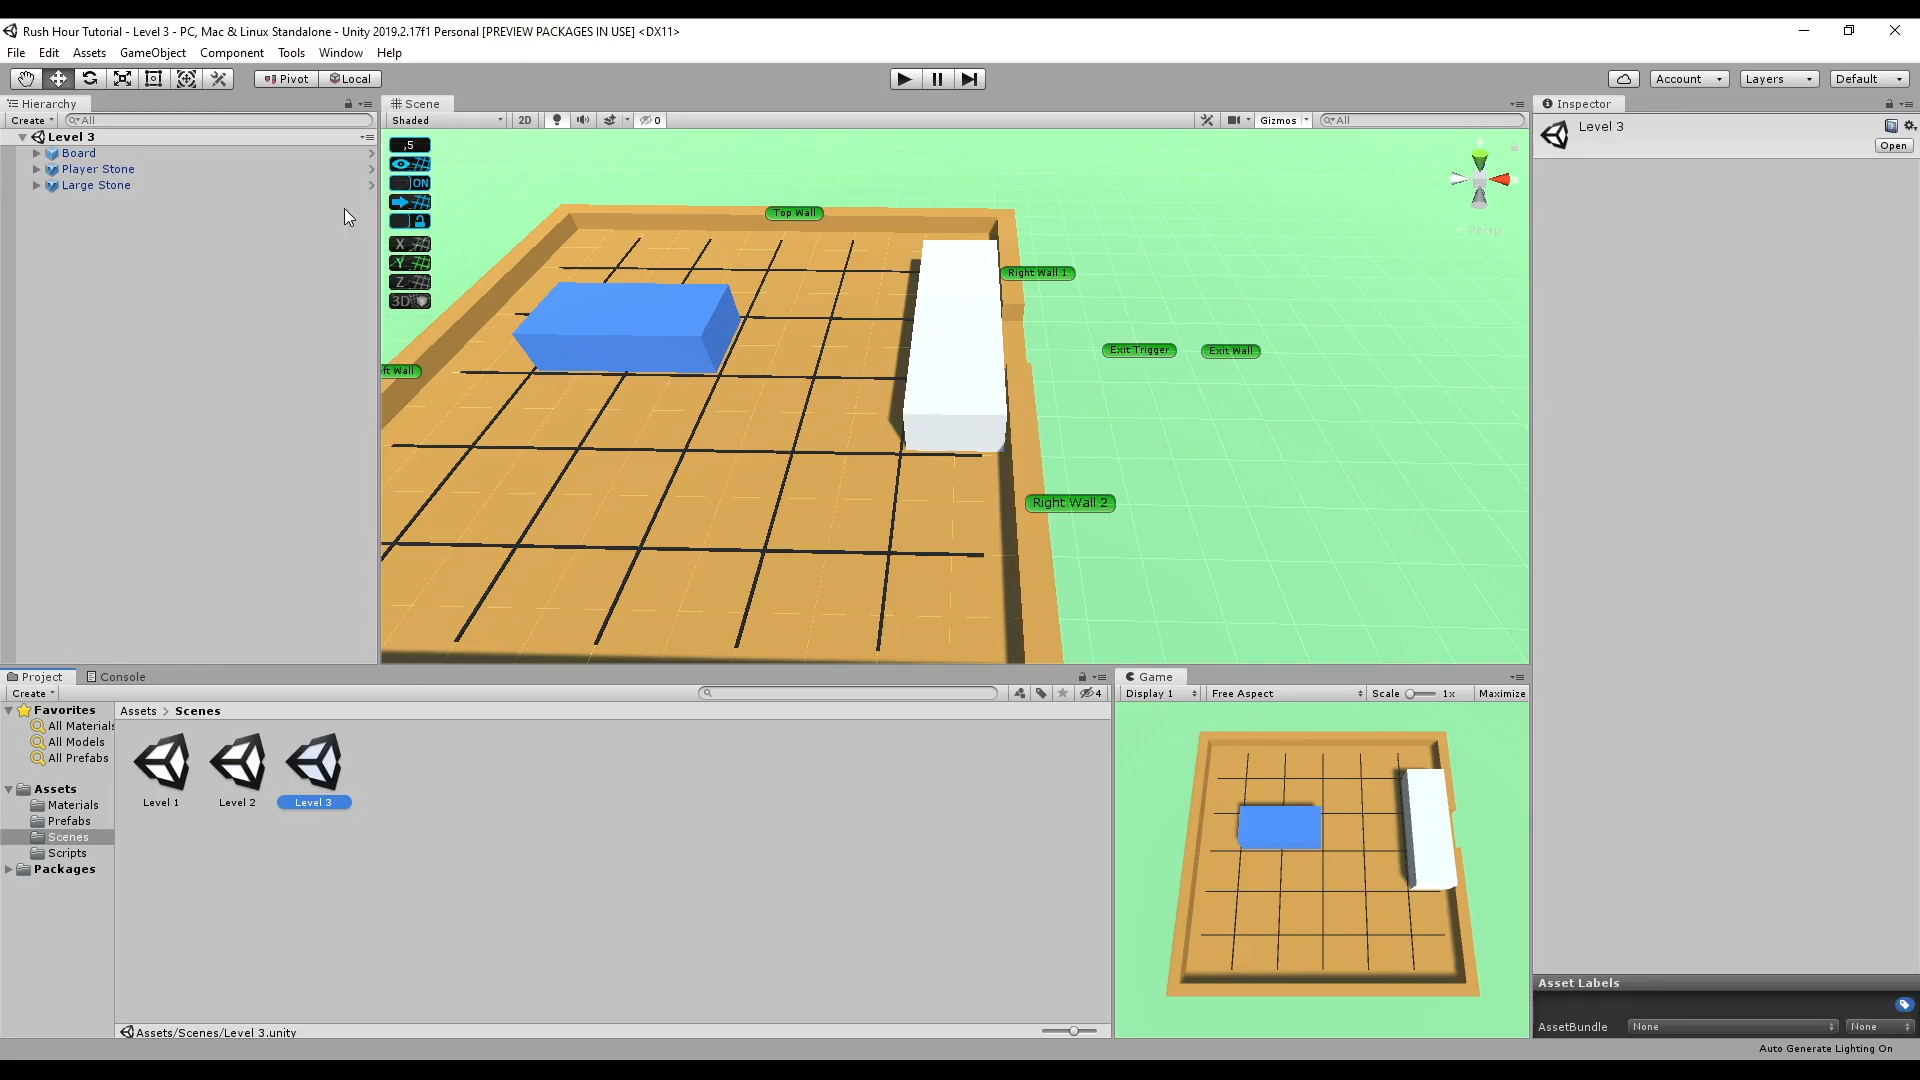 Rush Hour Tutorial - Level 3 - PC, Mac & Linux Standalone - Unity 2019.2.17f1 Personal [PREVIEW PACKAGES IN USE] <DX11>
File Edit Assets GameObject Component Tools Window Help
Pivot Local Account Layers Default
Hierarchy
Create All
Level 3
Board
Player Stone
Large Stone
Scene
Shaded 2D 0 Gizmos All
,5
ON
X
Y
Z
3D
Top Wall
Right Wall 1
Exit Trigger
Exit Wall
ft Wall
Right Wall 2
Persp
Inspector
Level 3
Open
Project Console
Create 4
Favorites
All Materials
All Models
All Prefabs
Assets
Materials
Prefabs
Scenes
Scripts
Packages
Assets > Scenes
Level 1 Level 2 Level 3
Assets/Scenes/Level 3.unity
Game
Display 1 Free Aspect Scale 1x Maximize
Asset Labels
AssetBundle None None
Auto Generate Lighting On